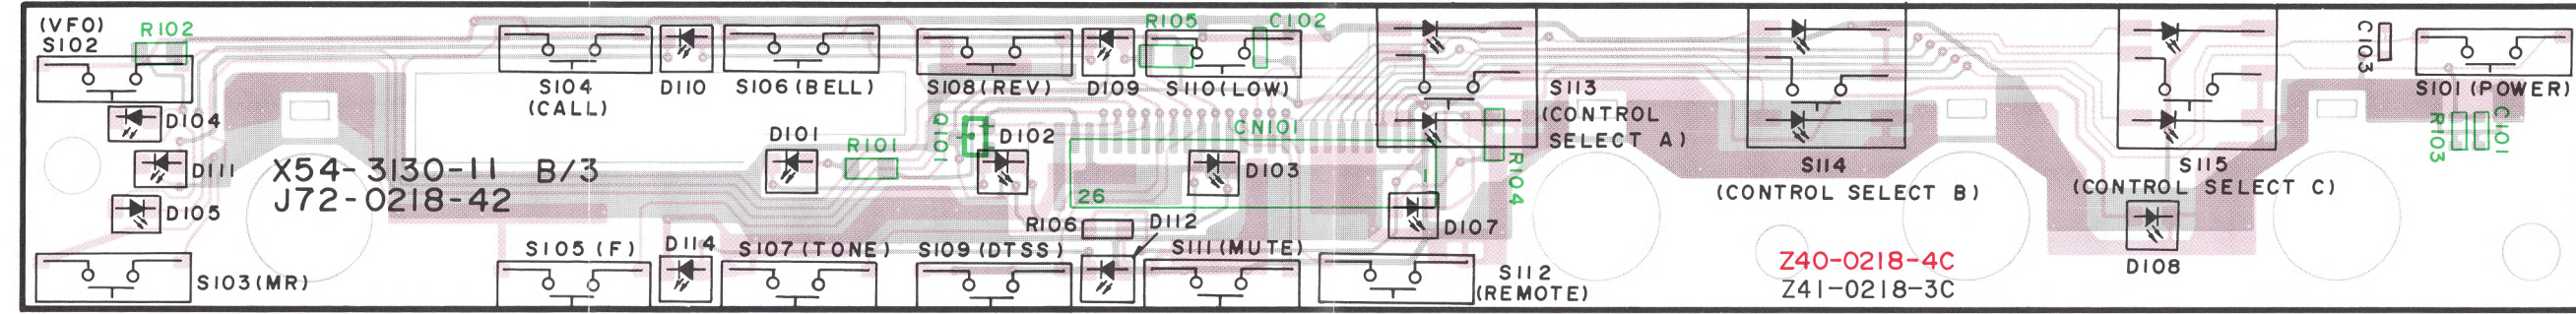 (VFO)
S102
R102
S104
(CALL)
D110
S106 (BELL)
S108 (REV)
D109
R105
C102
S110 (LOW)
S113
(CONTROL
SELECT A)
S114
(CONTROL SELECT B)
S115
(CONTROL SELECT C)
C103
S101 (POWER)
D104
D111
D105
X54-3130-11 B/3
J72-0218-42
D101
R101
Q101
D102
CN101
D103
26
1
R104
D107
R103
C101
R106
D112
S103 (MR)
S105 (F)
D114
S107 (TONE)
S109 (DTSS)
S111 (MUTE)
S112
(REMOTE)
Z40-0218-4C
Z41-0218-3C
D108